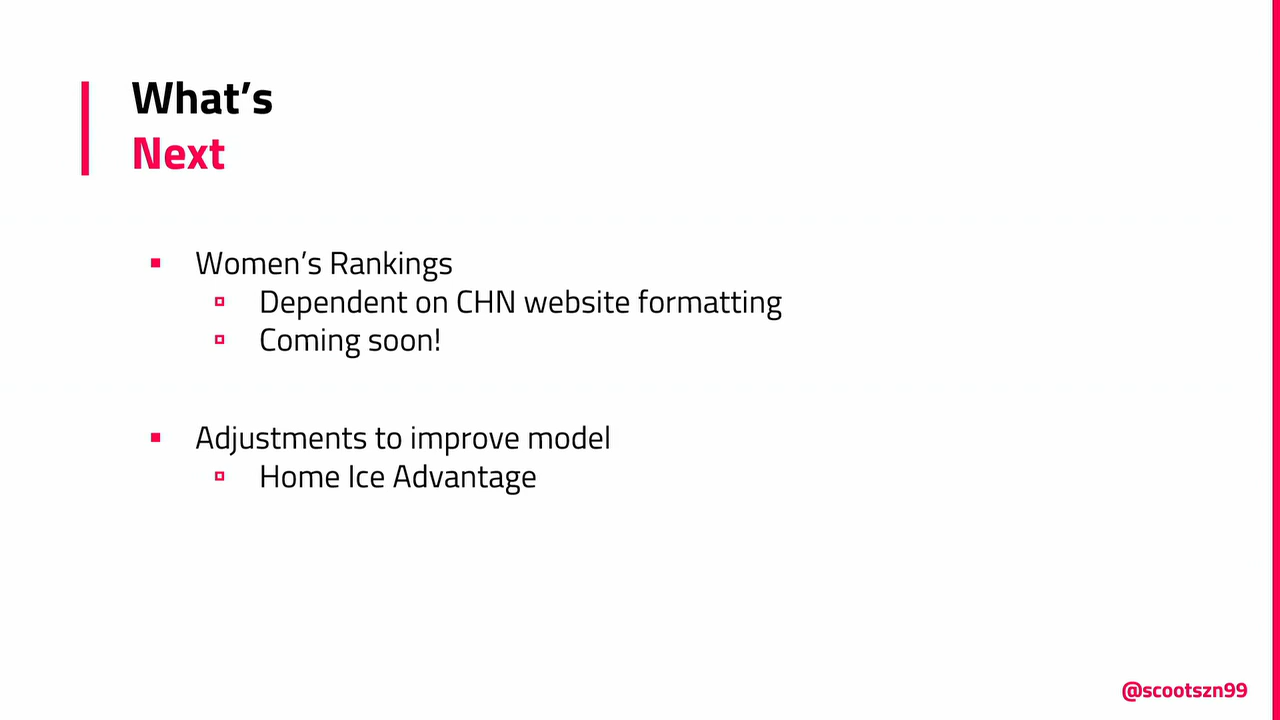 What’s
Next
Women’s Rankings
Dependent on CHN website formatting
Coming soon!
Adjustments to improve model
Home Ice Advantage
@scootszn99